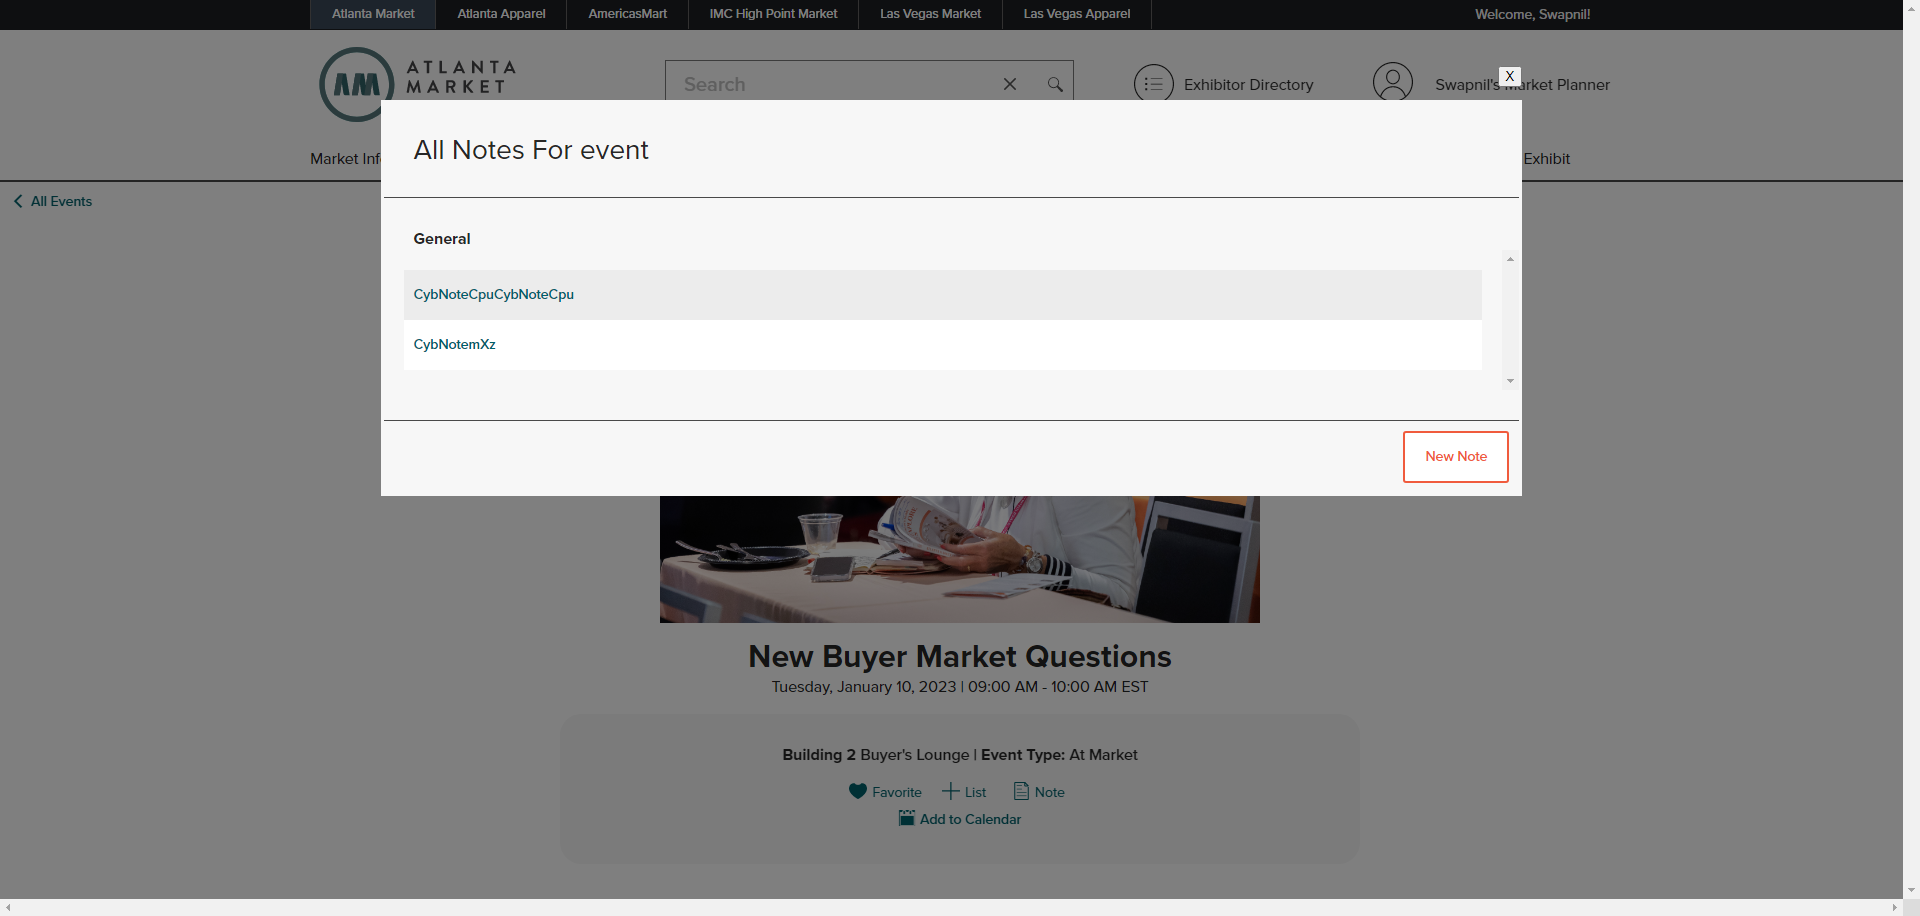 Atlanta Market
Atlanta Apparel
AmericasMart
IMC High Point Market
Las Vegas Market
Las Vegas Apparel
Welcome, Swapnil!
AM
ATLANTA
MARKET
Search
Exhibitor Directory
Swapnil's Market Planner
X
Market Inf
Exhibit
All Events
All Notes For event
General
CybNoteCpuCybNoteCpu
CybNotemXz
New Note
New Buyer Market Questions
Tuesday, January 10, 2023 | 09:00 AM - 10:00 AM EST
Building 2 Buyer's Lounge | Event Type: At Market
Favorite
List
Note
Add to Calendar